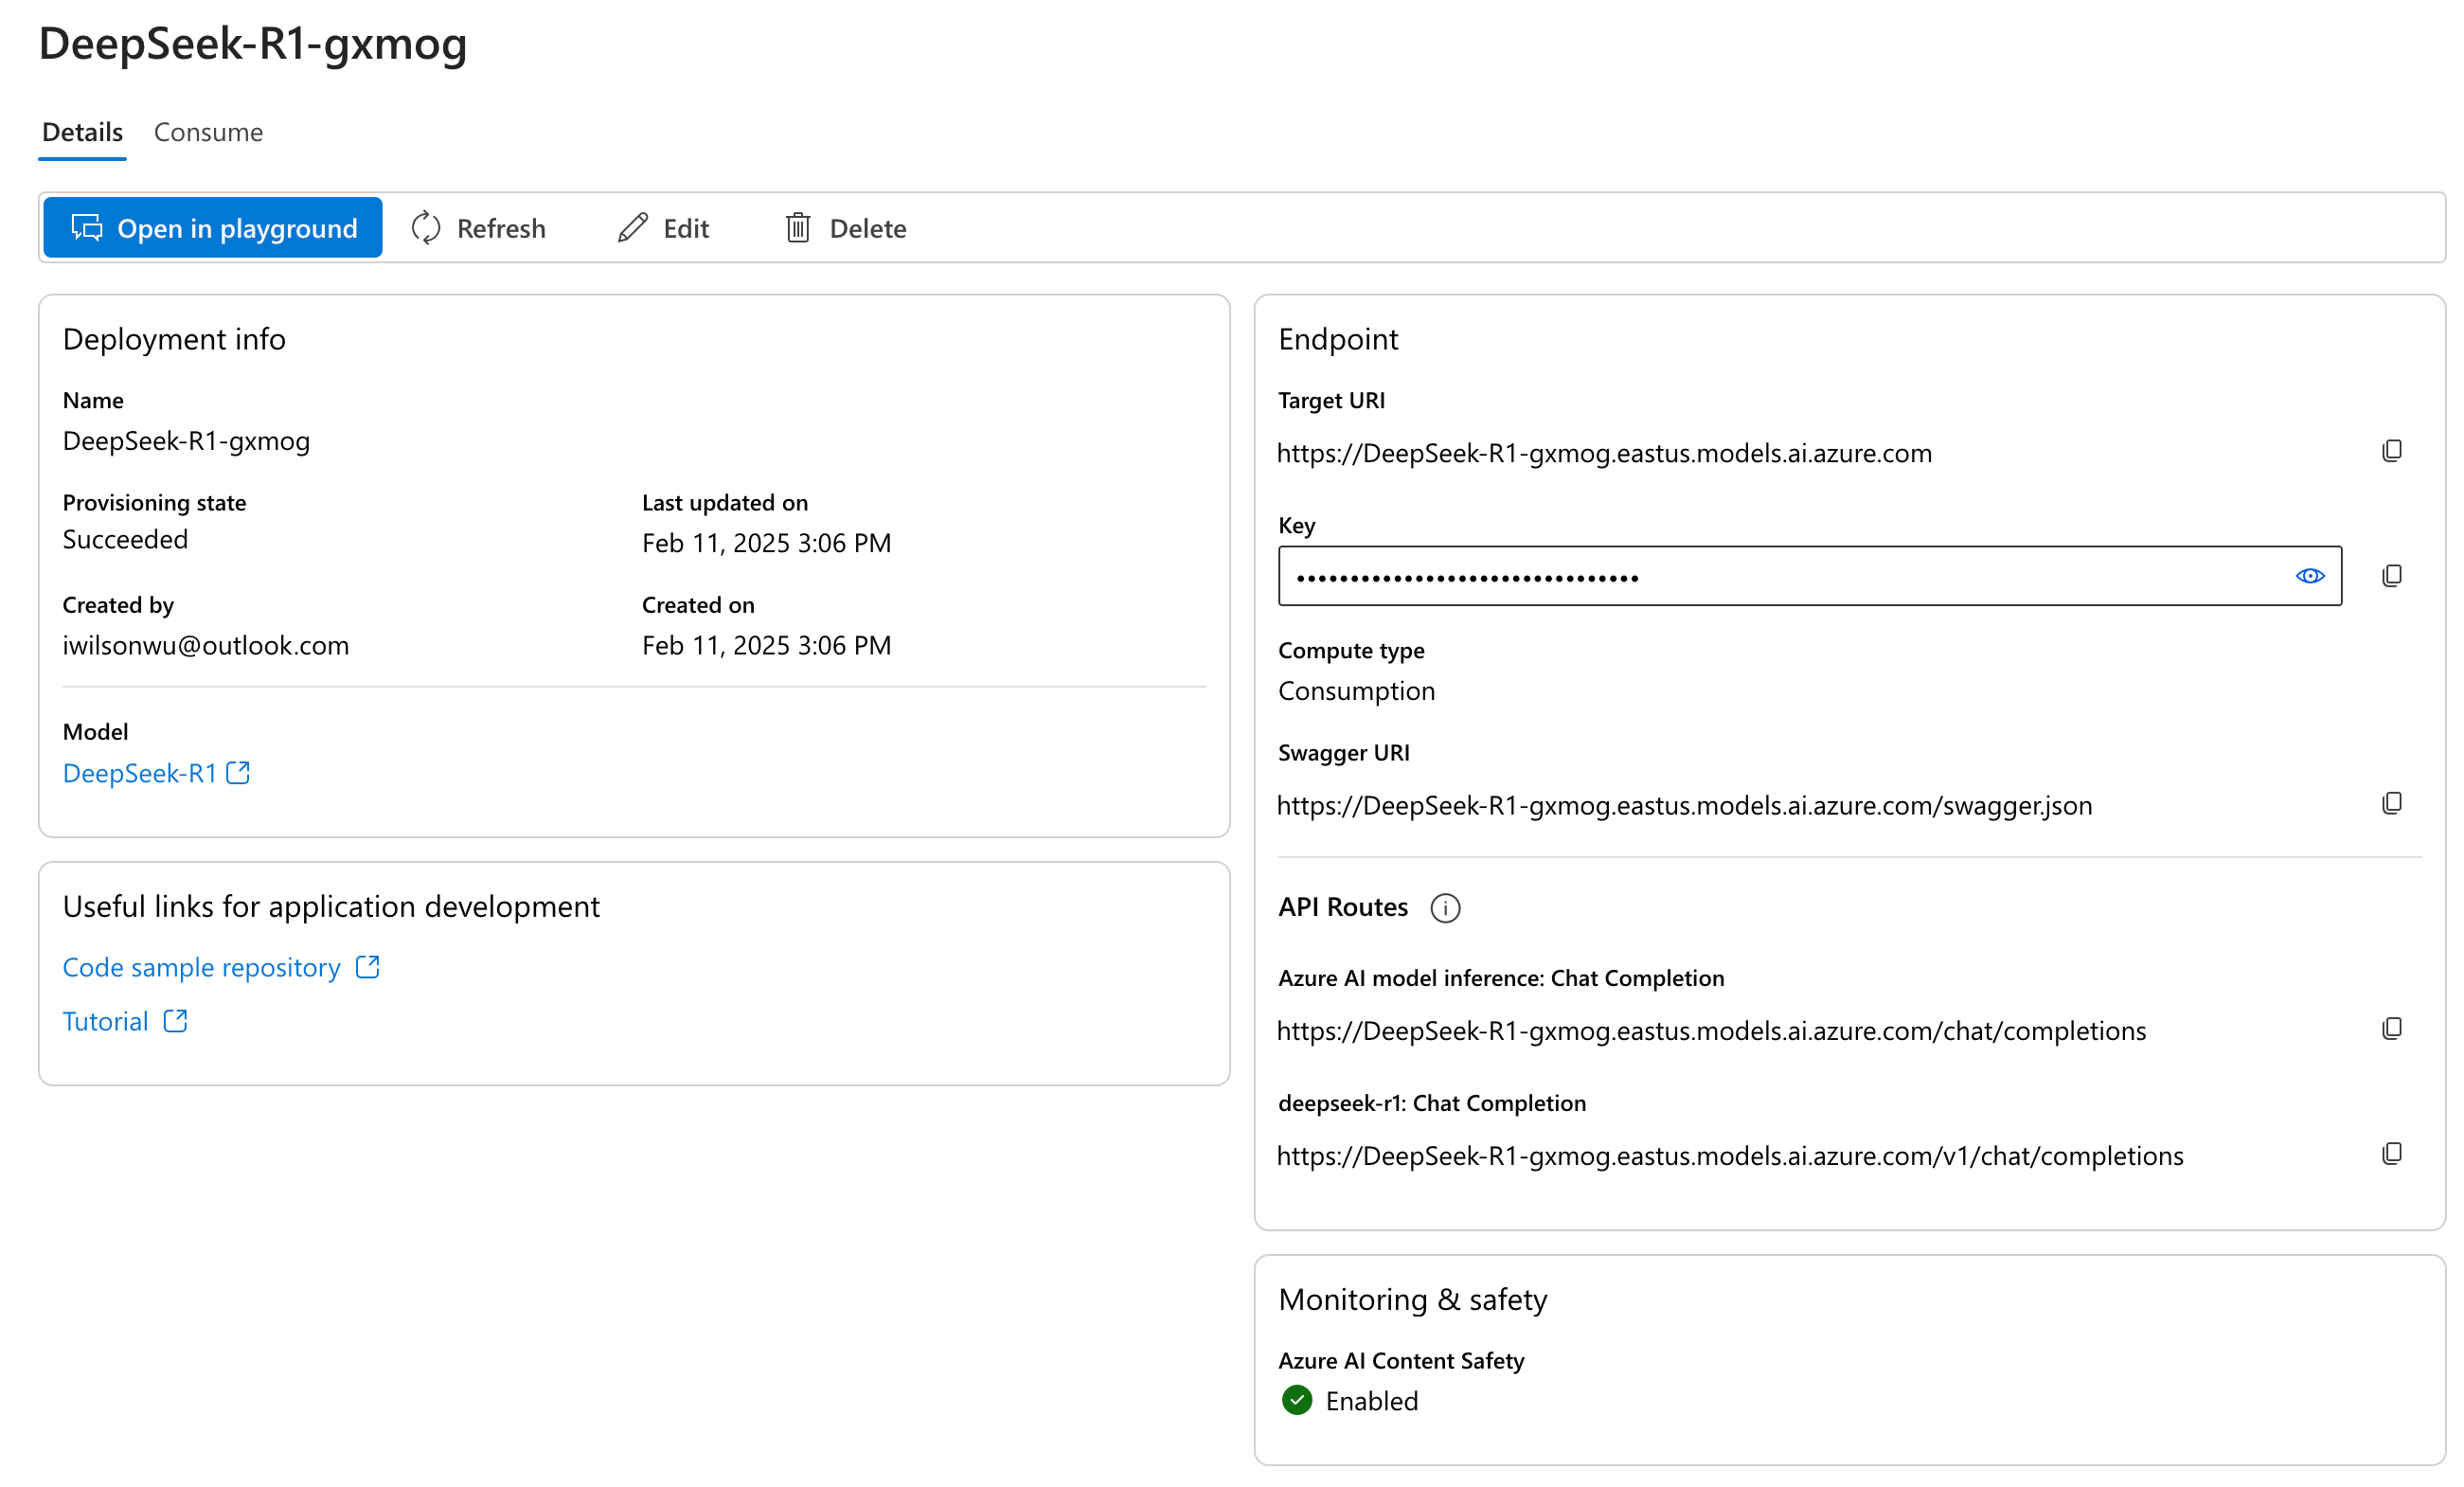 DeepSeek-R1-gxmog
Details Consume
Open in playground Refresh Edit Delete
Deployment info
Name
DeepSeek-R1-gxmog
Provisioning state Last updated on
Succeeded Feb 11, 2025 3:06 PM
Created by Created on
iwilsonwu@outlook.com Feb 11, 2025 3:06 PM
Model
DeepSeek-R1
Useful links for application development
Code sample repository
Tutorial
Endpoint
Target URI
https://DeepSeek-R1-gxmog.eastus.models.ai.azure.com
Key
••••••••••••••••••••••••••••••••
Compute type
Consumption
Swagger URI
https://DeepSeek-R1-gxmog.eastus.models.ai.azure.com/swagger.json
API Routes
Azure AI model inference: Chat Completion
https://DeepSeek-R1-gxmog.eastus.models.ai.azure.com/chat/completions
deepseek-r1: Chat Completion
https://DeepSeek-R1-gxmog.eastus.models.ai.azure.com/v1/chat/completions
Monitoring & safety
Azure AI Content Safety
Enabled